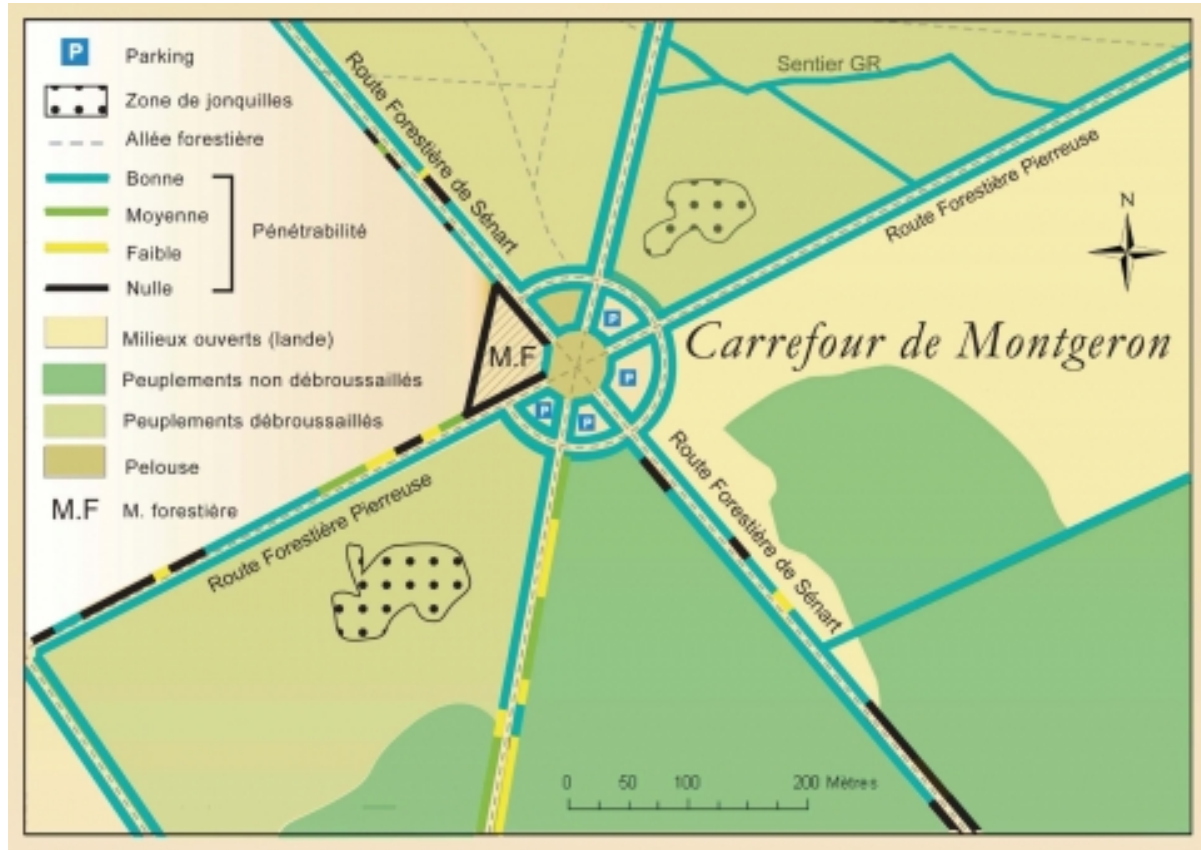 P
Parking
Zone de jonquilles
Allée forestière
Bonne
Moyenne
Faible
Nulle
Pénétrabilité
Milieux ouverts (lande)
Peuplements non débroussaillés
Peuplements débroussaillés
Pelouse
M.F
M. forestière
Route Forestière de Sénart
Sentier GR
Route Forestière Pierreuse
N
Carrefour de Montgeron
P
M.F
P
P
P
Route Forestière Pierreuse
Route Forestière de Sénart
0 50 100 200 Mètres